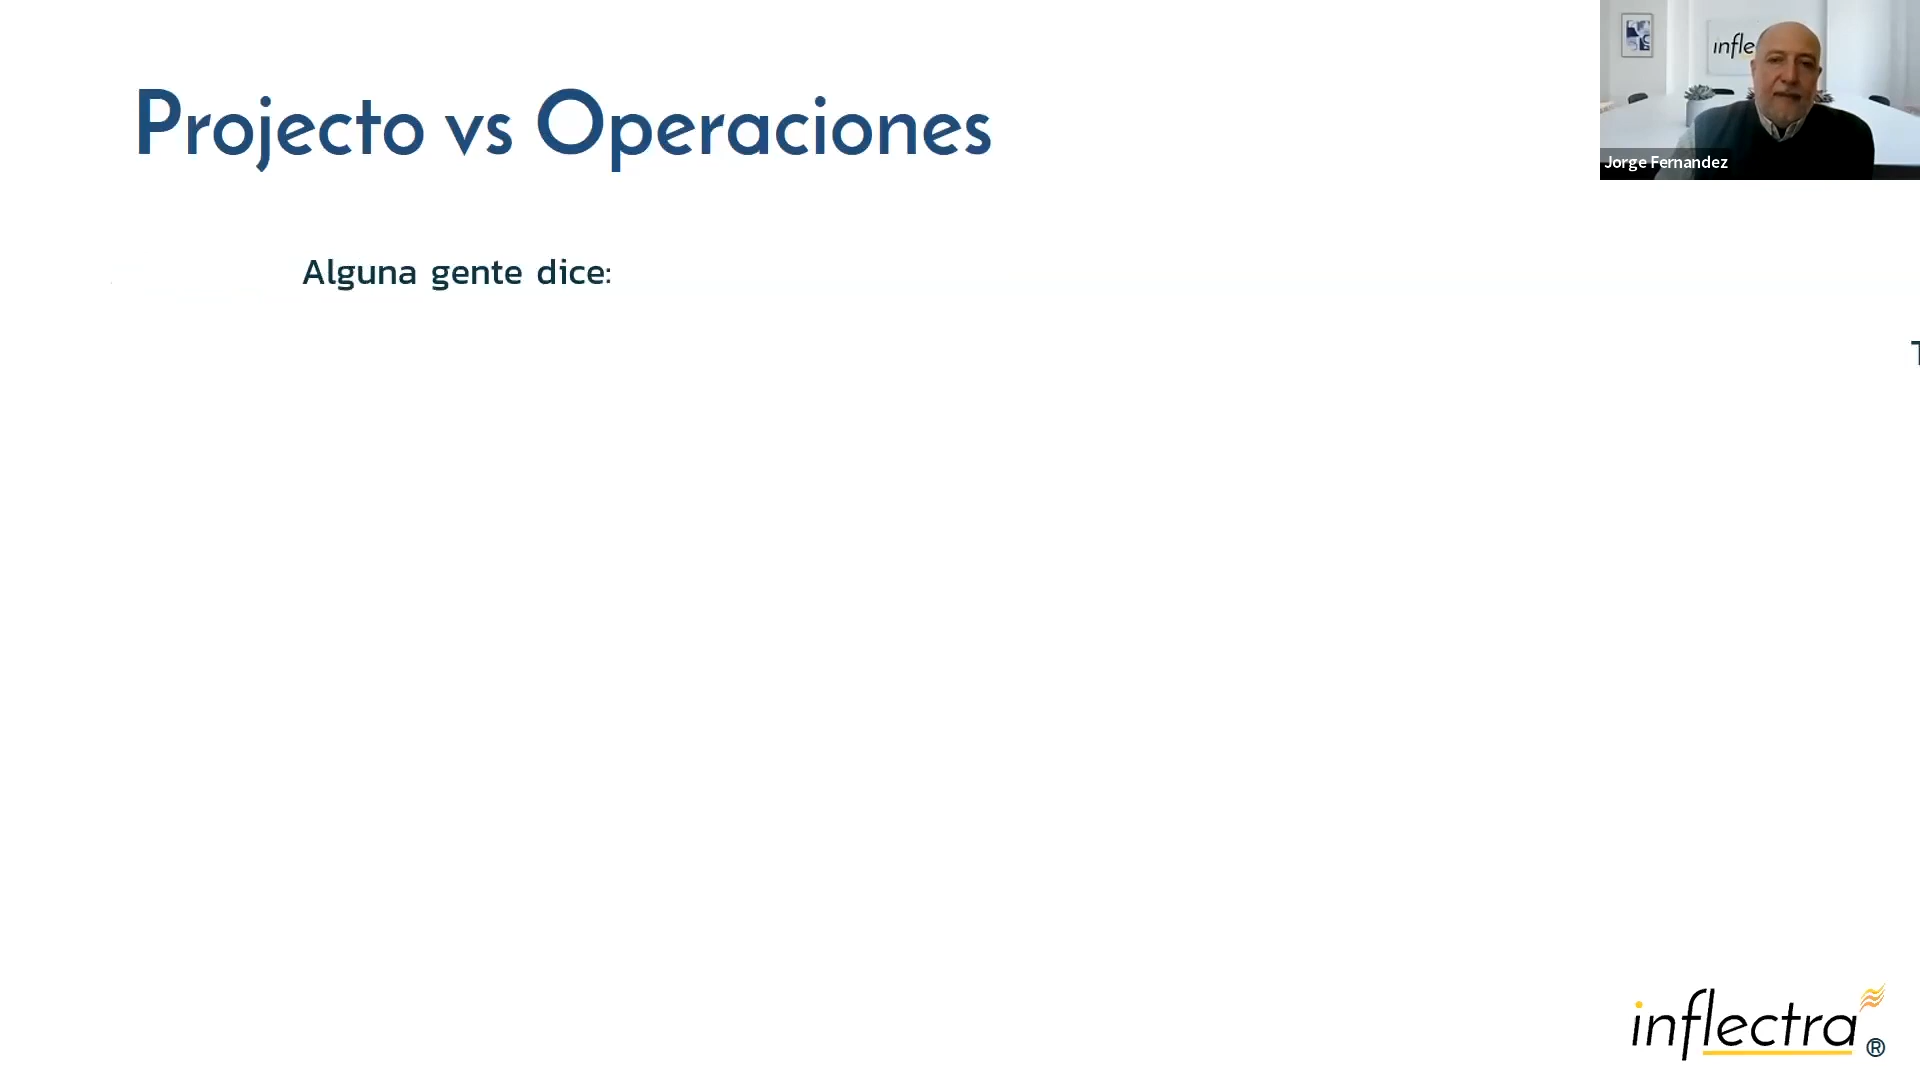 Projecto vs Operaciones
infle
Jorge Fernandez
Alguna gente dice:
T
inflectra®